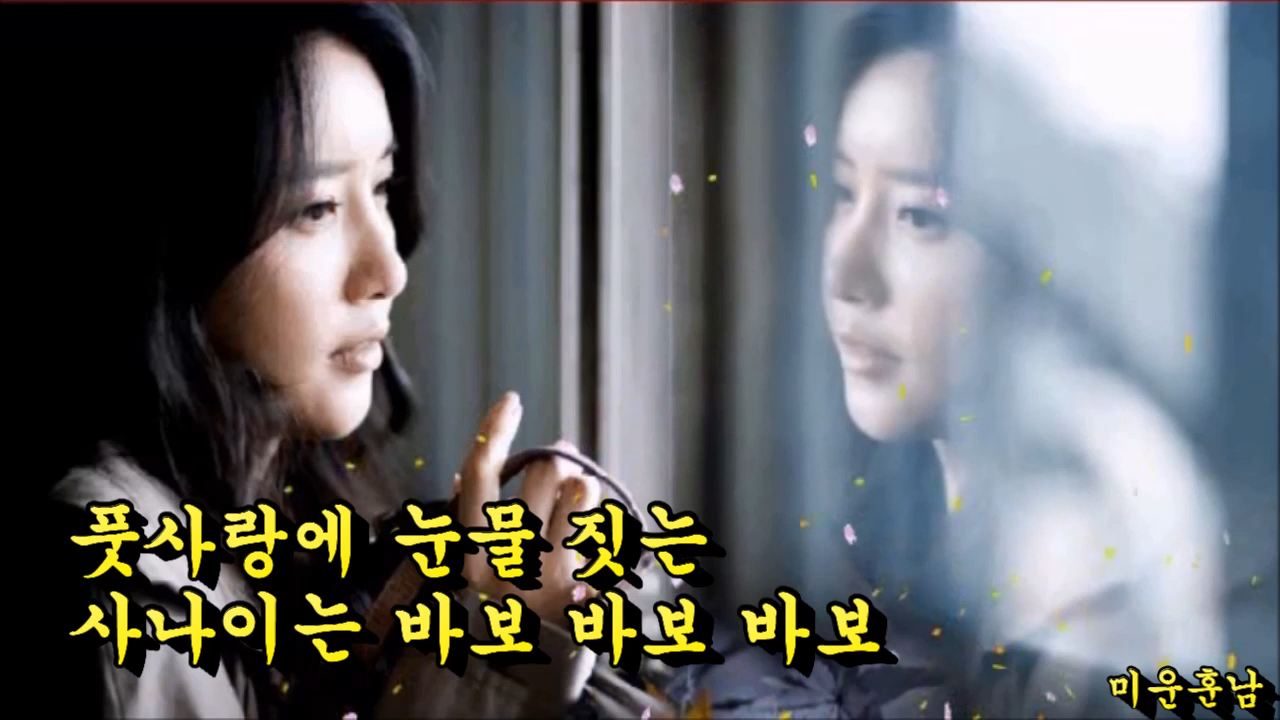 풋사랑에 눈물 짓는
사나이는 바보 바보 바보
미운훈남